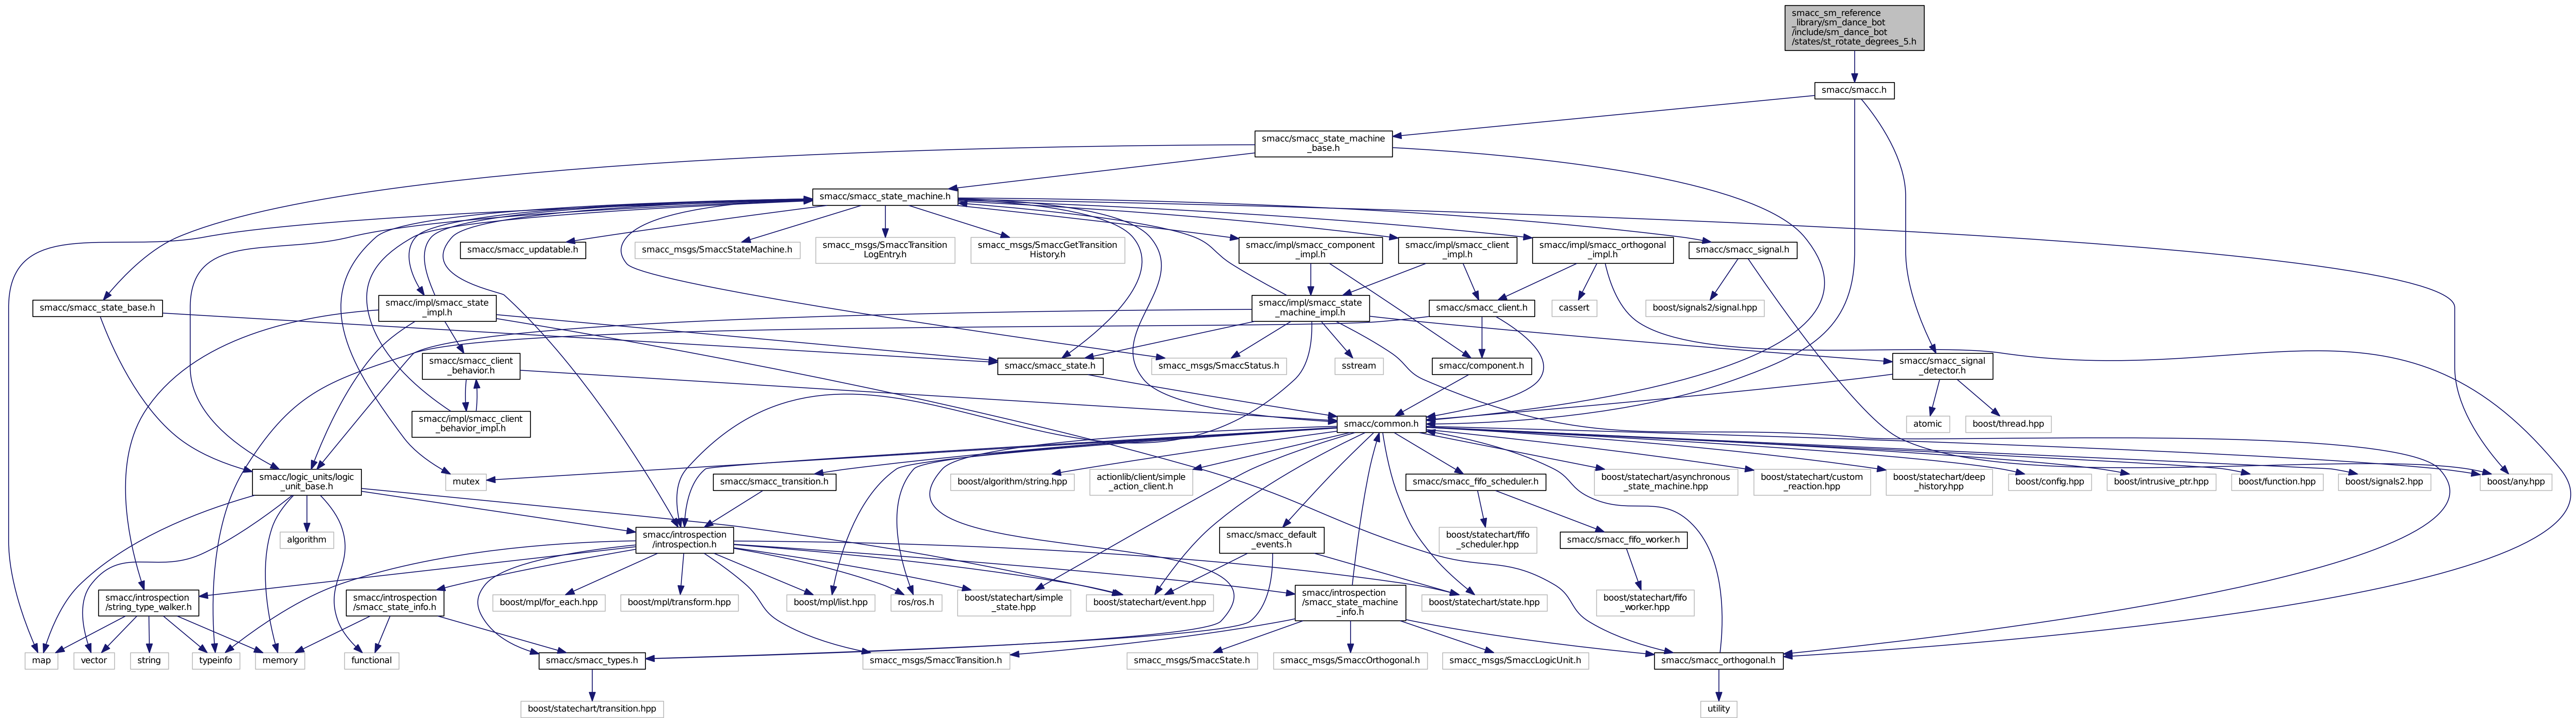 smacc_sm_reference
_library/sm_dance_bot
/include/sm_dance_bot
/states/st_rotate_degrees_5.h
smacc/smacc.h
smacc/smacc_state_machine
_base.h
smacc/smacc_state_machine.h
smacc/smacc_updatable.h
smacc_msgs/SmaccStateMachine.h
smacc_msgs/SmaccTransition
LogEntry.h
smacc_msgs/SmaccGetTransition
History.h
smacc/impl/smacc_component
_impl.h
smacc/impl/smacc_client
_impl.h
smacc/impl/smacc_orthogonal
_impl.h
smacc/smacc_signal.h
smacc/smacc_state_base.h
smacc/impl/smacc_state
_impl.h
smacc/impl/smacc_state
_machine_impl.h
smacc/smacc_client.h
cassert
boost/signals2/signal.hpp
smacc/smacc_client
_behavior.h
smacc/smacc_state.h
smacc_msgs/SmaccStatus.h
sstream
smacc/component.h
smacc/smacc_signal
_detector.h
smacc/impl/smacc_client
_behavior_impl.h
smacc/common.h
atomic
boost/thread.hpp
smacc/logic_units/logic
_unit_base.h
mutex
smacc/smacc_transition.h
boost/algorithm/string.hpp
actionlib/client/simple
_action_client.h
smacc/smacc_fifo_scheduler.h
boost/statechart/asynchronous
_state_machine.hpp
boost/statechart/custom
_reaction.hpp
boost/statechart/deep
_history.hpp
boost/config.hpp
boost/intrusive_ptr.hpp
boost/function.hpp
boost/signals2.hpp
boost/any.hpp
algorithm
smacc/introspection
/introspection.h
smacc/smacc_default
_events.h
boost/statechart/fifo
_scheduler.hpp
smacc/smacc_fifo_worker.h
smacc/introspection
/string_type_walker.h
smacc/introspection
/smacc_state_info.h
boost/mpl/for_each.hpp
boost/mpl/transform.hpp
boost/mpl/list.hpp
ros/ros.h
boost/statechart/simple
_state.hpp
boost/statechart/event.hpp
smacc/introspection
/smacc_state_machine
_info.h
boost/statechart/state.hpp
boost/statechart/fifo
_worker.hpp
map
vector
string
typeinfo
memory
functional
smacc/smacc_types.h
smacc_msgs/SmaccTransition.h
smacc_msgs/SmaccState.h
smacc_msgs/SmaccOrthogonal.h
smacc_msgs/SmaccLogicUnit.h
smacc/smacc_orthogonal.h
boost/statechart/transition.hpp
utility